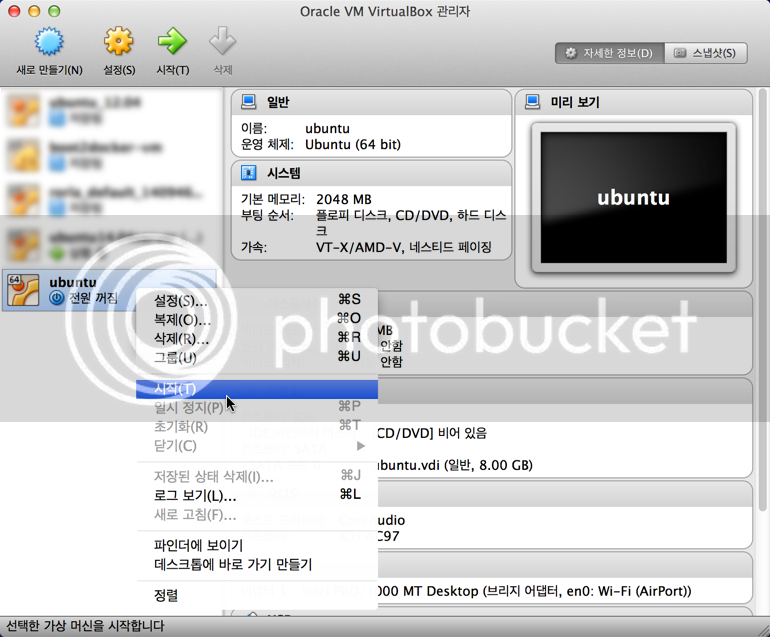 Oracle VM VirtualBox 관리자
새로 만들기(N) 설정(S) 시작(T) 삭제
자세한 정보(D) 스냅샷(S)
ubuntu_12.04
boot2docker-vm
ubuntu
전원 꺼짐
64
일반
이름: ubuntu
운영 체제: Ubuntu (64 bit)
시스템
기본 메모리: 2048 MB
부팅 순서: 플로피 디스크, CD/DVD, 하드 디스
크
가속: VT-X/AMD-V, 네스티드 페이징
미리 보기
ubuntu
photobucket
설정(S)... ⌘S
복제(O)... ⌘O
삭제(R)... ⌘R
그룹(U) ⌘U
시작(T)
일시 정지(P) ⌘P
초기화(R) ⌘T
닫기(C) ▶
저장된 상태 삭제(I)... ⌘J
로그 보기(L)... ⌘L
새로 고침(F)...
파인더에 보이기
데스크톱에 바로 가기 만들기
정렬
MB
안함
안함
CD/DVD] 비어 있음
ubuntu.vdi (일반, 8.00 GB)
udio
C97
000 MT Desktop (브리지 어댑터, en0: Wi-Fi (AirPort))
선택한 가상 머신을 시작합니다